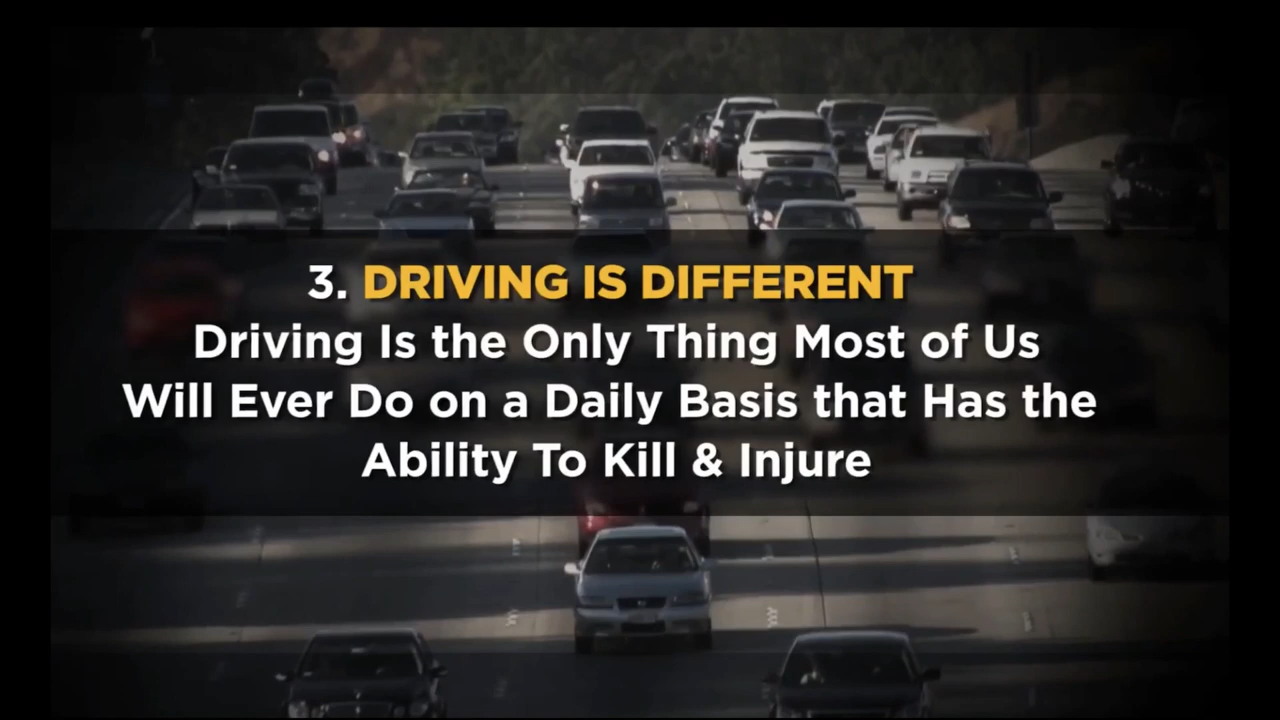 3. DRIVING IS DIFFERENT
Driving Is the Only Thing Most of Us
Will Ever Do on a Daily Basis that Has the
Ability To Kill & Injure